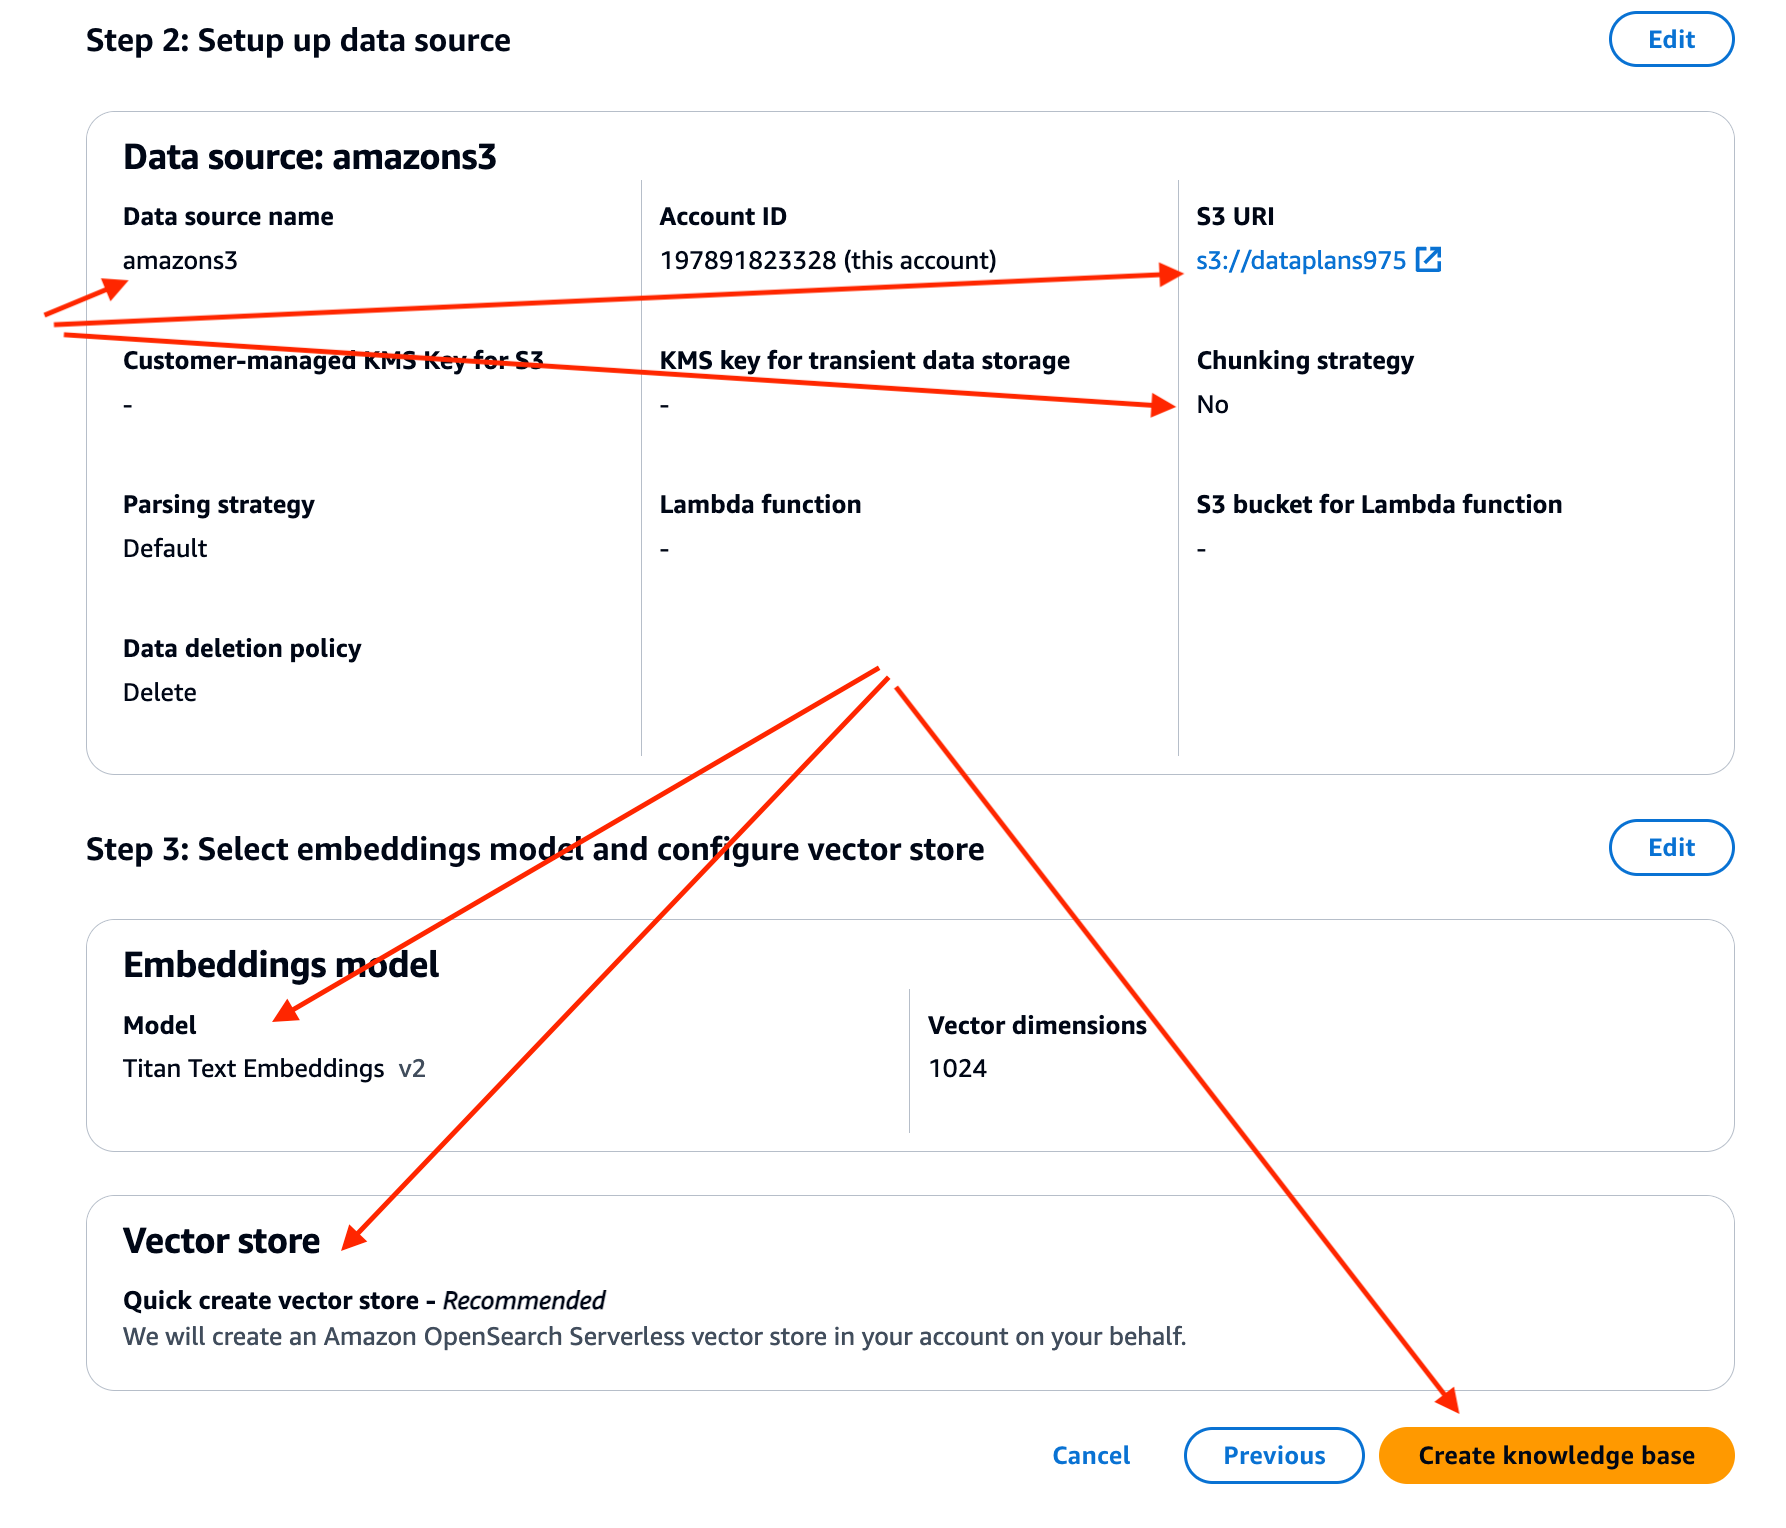 Step 2: Setup up data source
Edit
Data source: amazons3
Data source name
amazons3
Account ID
197891823328 (this account)
S3 URI
s3://dataplans975
Customer-managed KMS Key for S3
-
KMS key for transient data storage
-
Chunking strategy
No
Parsing strategy
Default
Lambda function
-
S3 bucket for Lambda function
-
Data deletion policy
Delete
Step 3: Select embeddings model and configure vector store
Edit
Embeddings model
Model
Titan Text Embeddings v2
Vector dimensions
1024
Vector store
Quick create vector store - Recommended
We will create an Amazon OpenSearch Serverless vector store in your account on your behalf.
Cancel
Previous
Create knowledge base